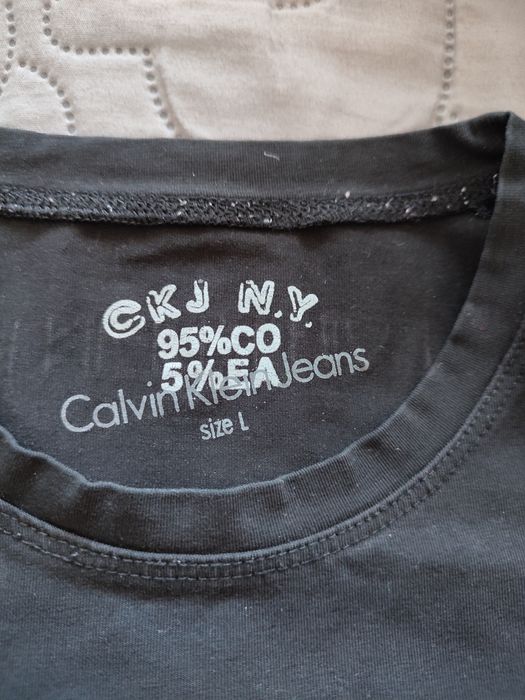 CKJ N.Y.
95%CO
5%EA
Calvin Klein Jeans
size L